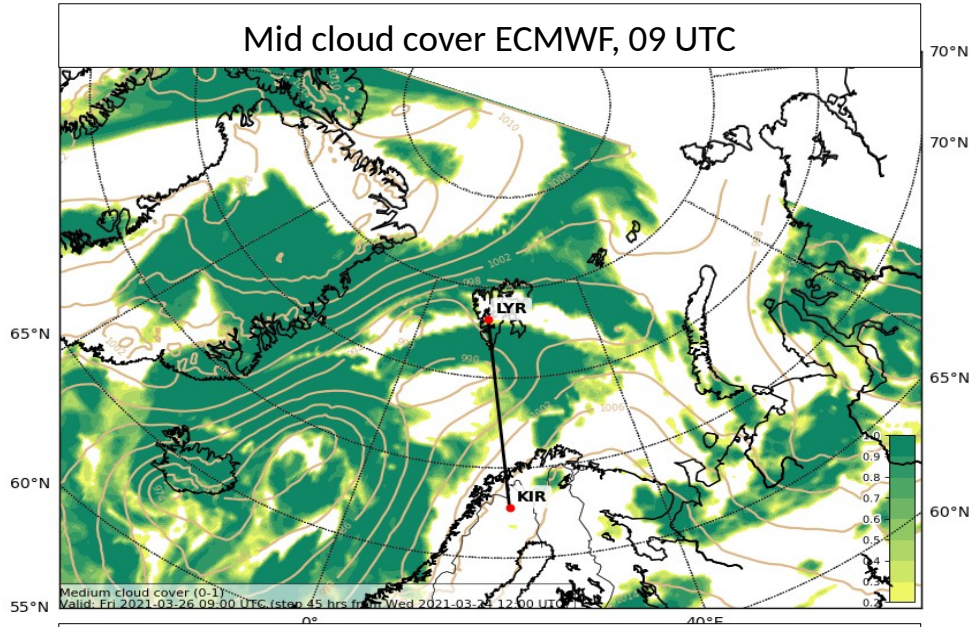 Mid cloud cover ECMWF, 09 UTC
70°N
70°N
1010
1006
1002
998
998
LYR
65°N
65°N
990
1002
1006
1.0
0.9
0.8
0.7
0.6
0.5
0.4
0.3
0.2
60°N
60°N
KIR
Medium cloud cover (0-1)
Valid: Fri 2021-03-26 09:00 UTC (step 45 hrs from Wed 2021-03-24 12:00 UTC)
55°N
0°
40°E